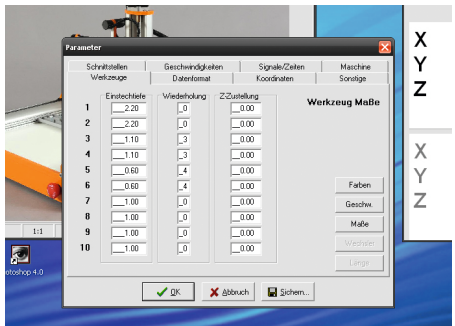 Parameter
Schnittstellen Geschwindigkeiten Signale/Zeiten Maschine
Werkzeuge Datenformat Koordinaten Sonstige
Einstechtiefe Wiederholung Z-Zustellung
Werkzeug Maße
1 __2.20 _0 __0.00
2 __2.20 _0 __0.00
3 __1.10 _3 __0.00
4 __1.10 _3 __0.00
5 __0.60 _4 __0.00
6 __0.60 _4 __0.00
7 __1.00 _0 __0.00
8 __1.00 _0 __0.00
9 __1.00 _0 __0.00
10 __1.00 _0 __0.00
Farben
Geschw.
Maße
Wechseln
Länge
OK Abbruch Sichern...
X
Y
Z
X
Y
Z
1:1
otoshop 4.0